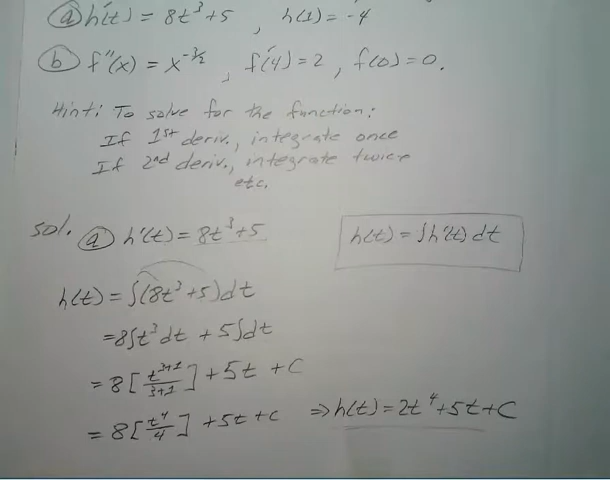 ⓐ h'(t) = 8t³+5 , h(1) = -4
ⓑ f''(x) = x^(-3/2) , f'(4) = 2 , f(0) = 0.
Hint: To solve for the function:
If 1st deriv., integrate once
If 2nd deriv., integrate twice
etc.
Sol. ⓐ h'(t) = 8t³+5
h(t) = ∫h'(t) dt
h(t) = ∫(8t³+5)dt
= 8∫t³dt + 5∫dt
= 8[t^(3+1)/(3+1)] + 5t + C
= 8[t⁴/4] + 5t + C ⇒ h(t) = 2t⁴+5t+C